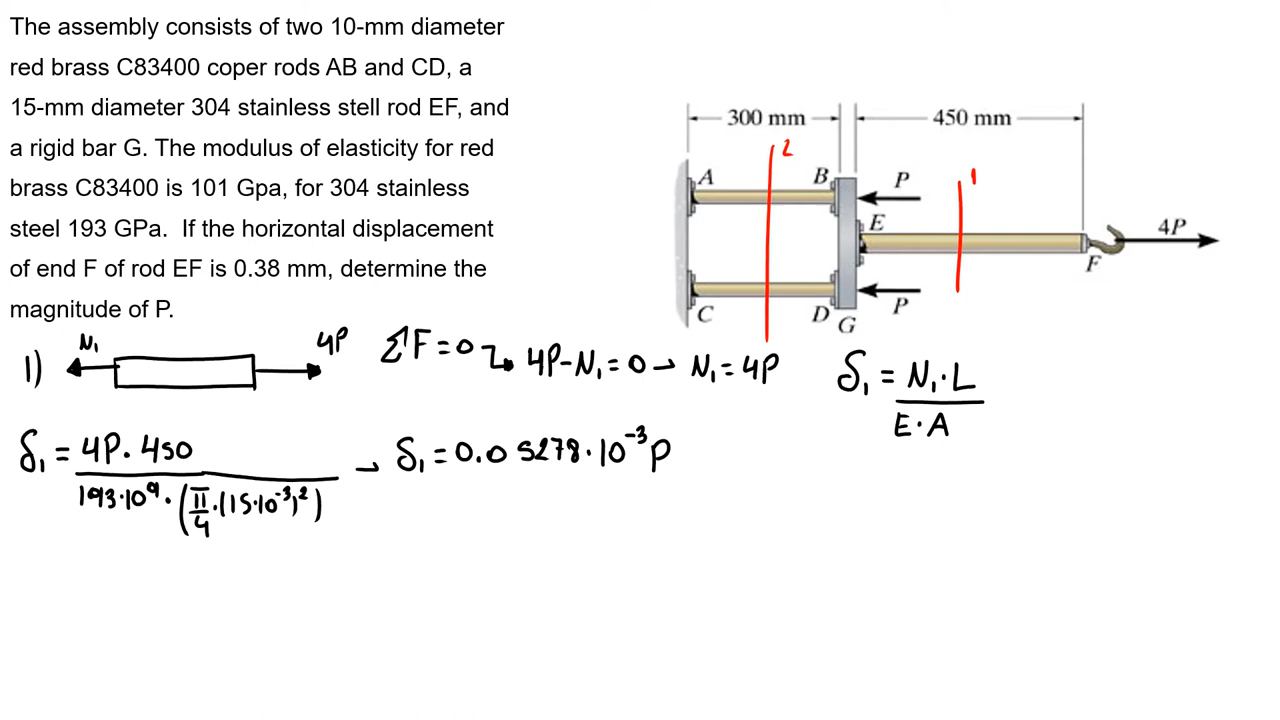 The assembly consists of two 10-mm diameter
red brass C83400 coper rods AB and CD, a
15-mm diameter 304 stainless stell rod EF, and
a rigid bar G. The modulus of elasticity for red
brass C83400 is 101 Gpa, for 304 stainless
steel 193 GPa. If the horizontal displacement
of end F of rod EF is 0.38 mm, determine the
magnitude of P.
300 mm
450 mm
2
1
A
B
P
E
4P
F
C
D
G
P
1)
N₁
4P
ΣF=0 ↳ 4P-N₁=0 → N₁=4P
δ₁ = N₁·L / E·A
δ₁ = 4P·450 / 193·10⁹·(π/4·(15·10⁻³)²) → δ₁=0.05278·10⁻³P